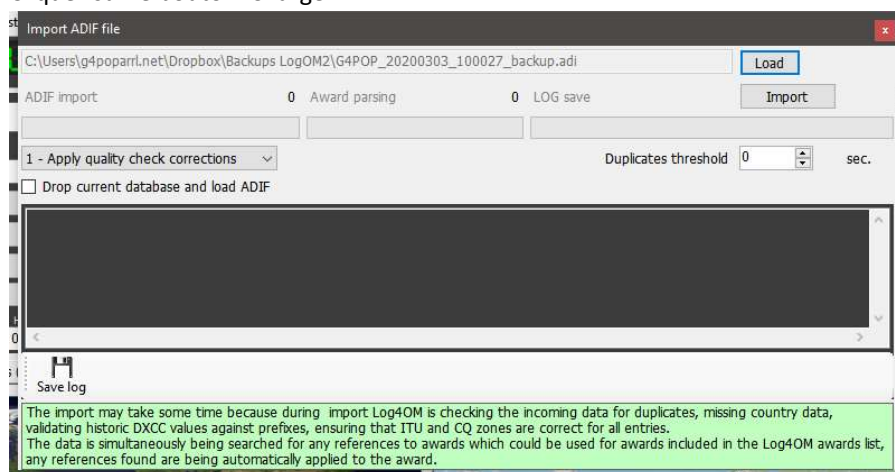 Import ADIF file
x
C:\Users\g4poparrl.net\Dropbox\Backups LogOM2\G4POP_20200303_100027_backup.adi
Load
ADIF import 0 Award parsing 0 LOG save
Import
1 - Apply quality check corrections
Duplicates threshold 0 sec.
Drop current database and load ADIF
Save log
The import may take some time because during import Log4OM is checking the incoming data for duplicates, missing country data,
validating historic DXCC values against prefixes, ensuring that ITU and CQ zones are correct for all entries.
The data is simultaneously being searched for any references to awards which could be used for awards included in the Log4OM awards list,
any references found are being automatically applied to the award.